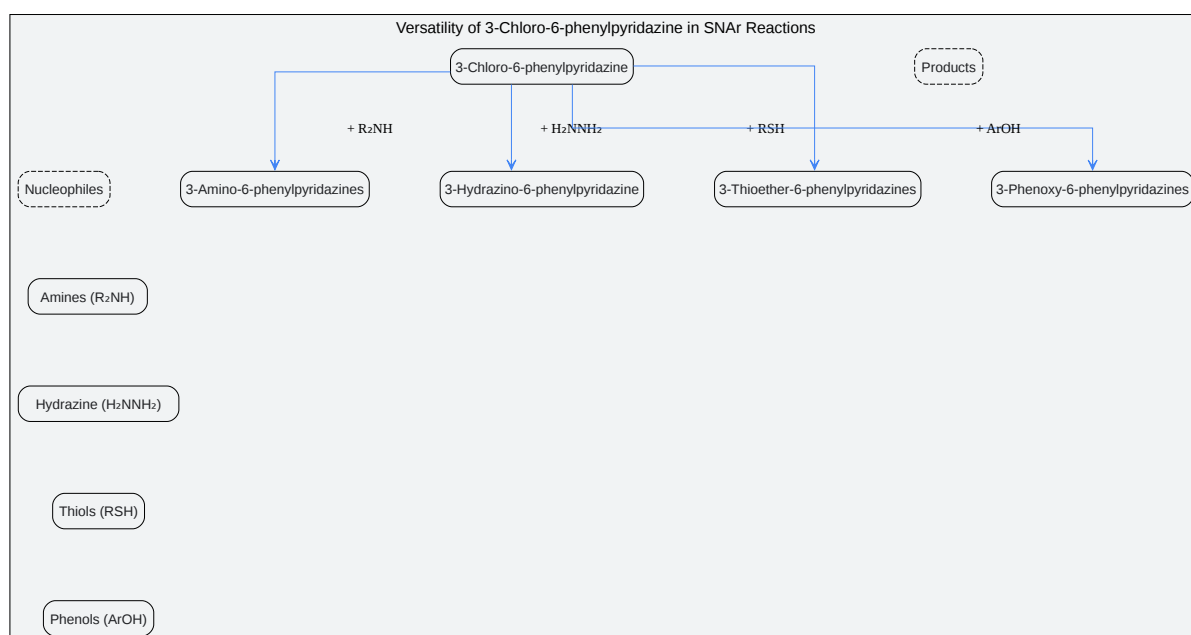 Versatility of 3-Chloro-6-phenylpyridazine in SNAr Reactions
3-Chloro-6-phenylpyridazine
Products
+ R₂NH
+ H₂NNH₂
+ RSH
+ ArOH
Nucleophiles
3-Amino-6-phenylpyridazines
3-Hydrazino-6-phenylpyridazine
3-Thioether-6-phenylpyridazines
3-Phenoxy-6-phenylpyridazines
Amines (R₂NH)
Hydrazine (H₂NNH₂)
Thiols (RSH)
Phenols (ArOH)